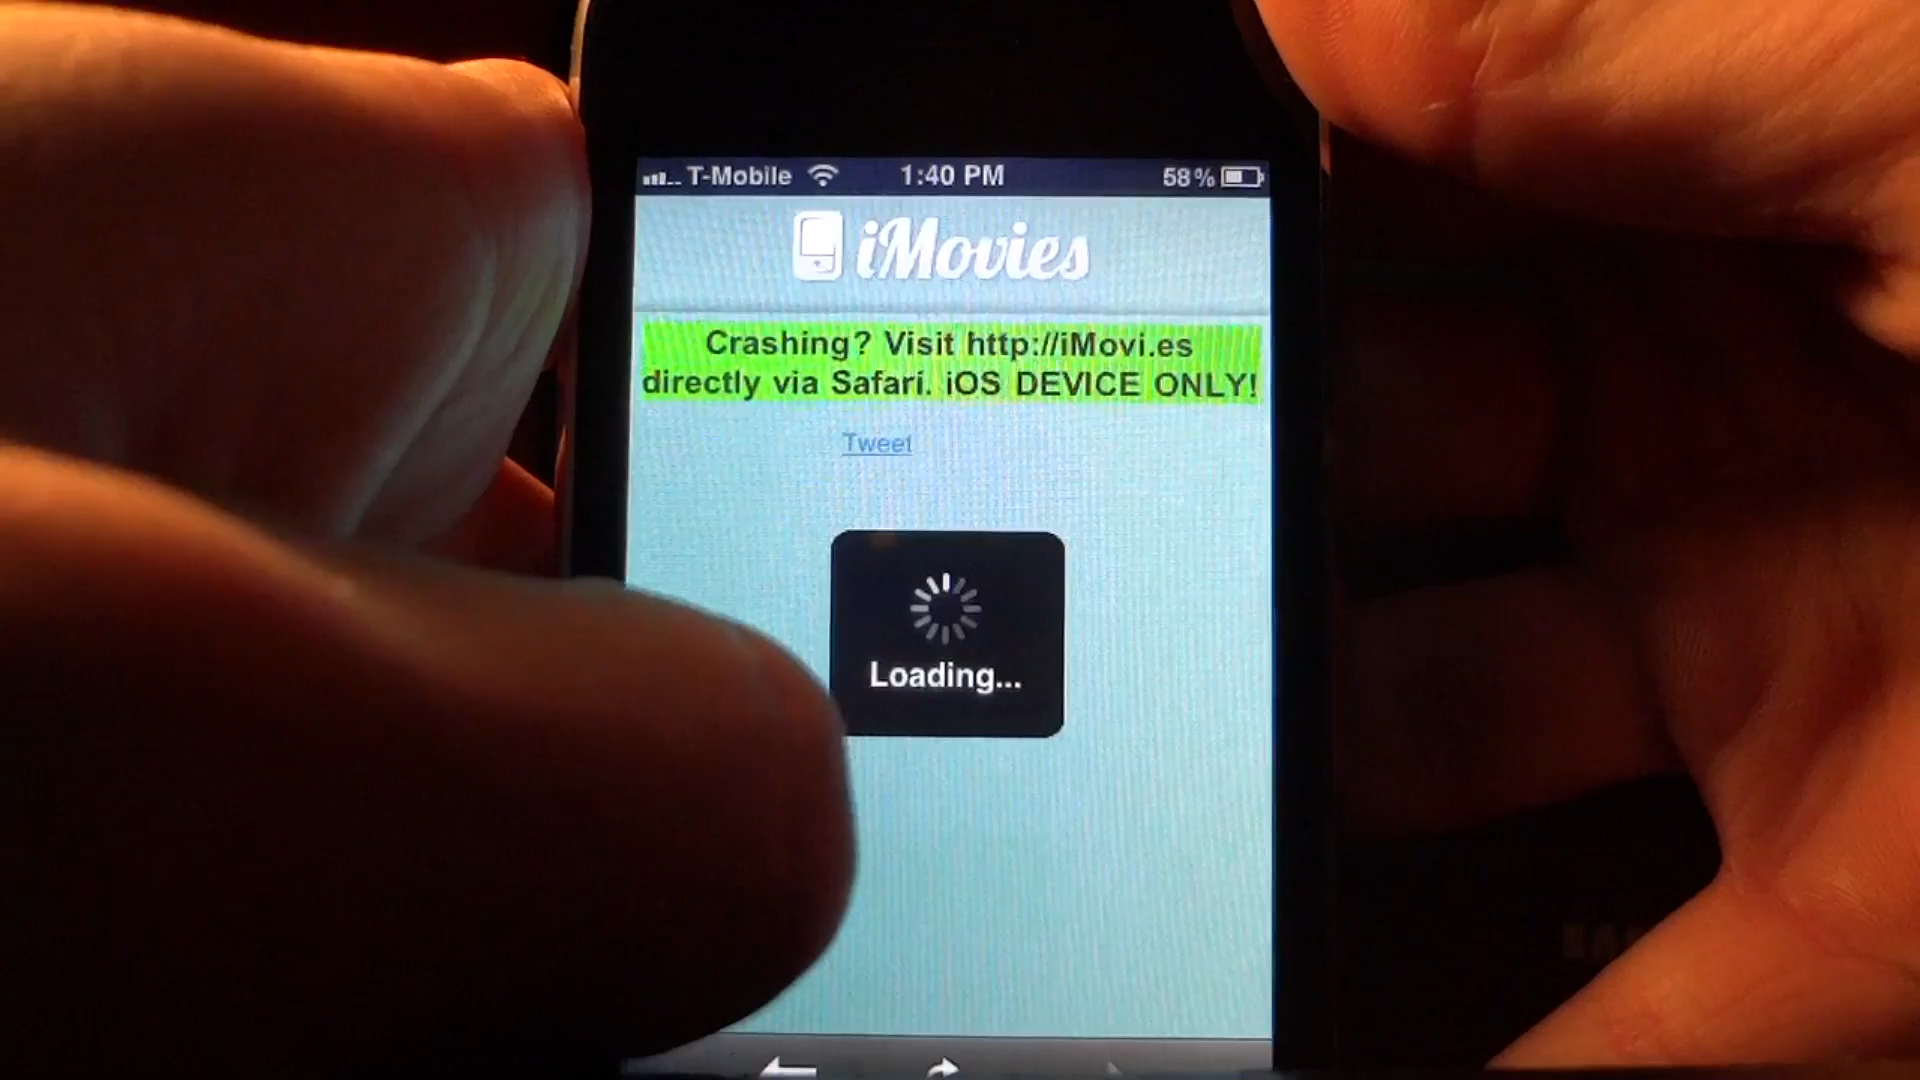 T-Mobile 1:40 PM 58%
iMovies
Crashing? Visit http://iMovi.es
directly via Safari. iOS DEVICE ONLY!
Tweet
Loading...